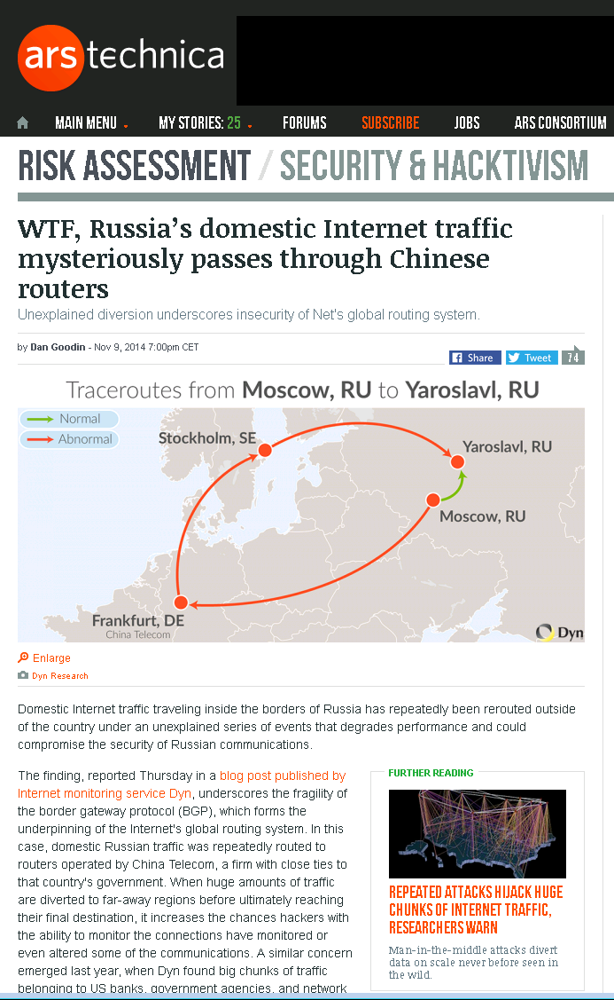 ars technica
MAIN MENU MY STORIES: 25 FORUMS SUBSCRIBE JOBS ARS CONSORTIUM
RISK ASSESSMENT / SECURITY & HACKTIVISM
WTF, Russia’s domestic Internet traffic
mysteriously passes through Chinese
routers
Unexplained diversion underscores insecurity of Net's global routing system.
by Dan Goodin - Nov 9, 2014 7:00pm CET
Share Tweet 74
Traceroutes from Moscow, RU to Yaroslavl, RU
Normal
Abnormal
Stockholm, SE
Yaroslavl, RU
Moscow, RU
Frankfurt, DE
China Telecom
Dyn
Enlarge
Dyn Research
Domestic Internet traffic traveling inside the borders of Russia has repeatedly been rerouted outside
of the country under an unexplained series of events that degrades performance and could
compromise the security of Russian communications.
The finding, reported Thursday in a blog post published by
Internet monitoring service Dyn, underscores the fragility of
the border gateway protocol (BGP), which forms the
underpinning of the Internet's global routing system. In this
case, domestic Russian traffic was repeatedly routed to
routers operated by China Telecom, a firm with close ties to
that country's government. When huge amounts of traffic
are diverted to far-away regions before ultimately reaching
their final destination, it increases the chances hackers with
the ability to monitor the connections have monitored or
even altered some of the communications. A similar concern
emerged last year, when Dyn found big chunks of traffic
belonging to US banks, government agencies, and network
FURTHER READING
REPEATED ATTACKS HIJACK HUGE
CHUNKS OF INTERNET TRAFFIC,
RESEARCHERS WARN
Man-in-the-middle attacks divert
data on scale never before seen in
the wild.